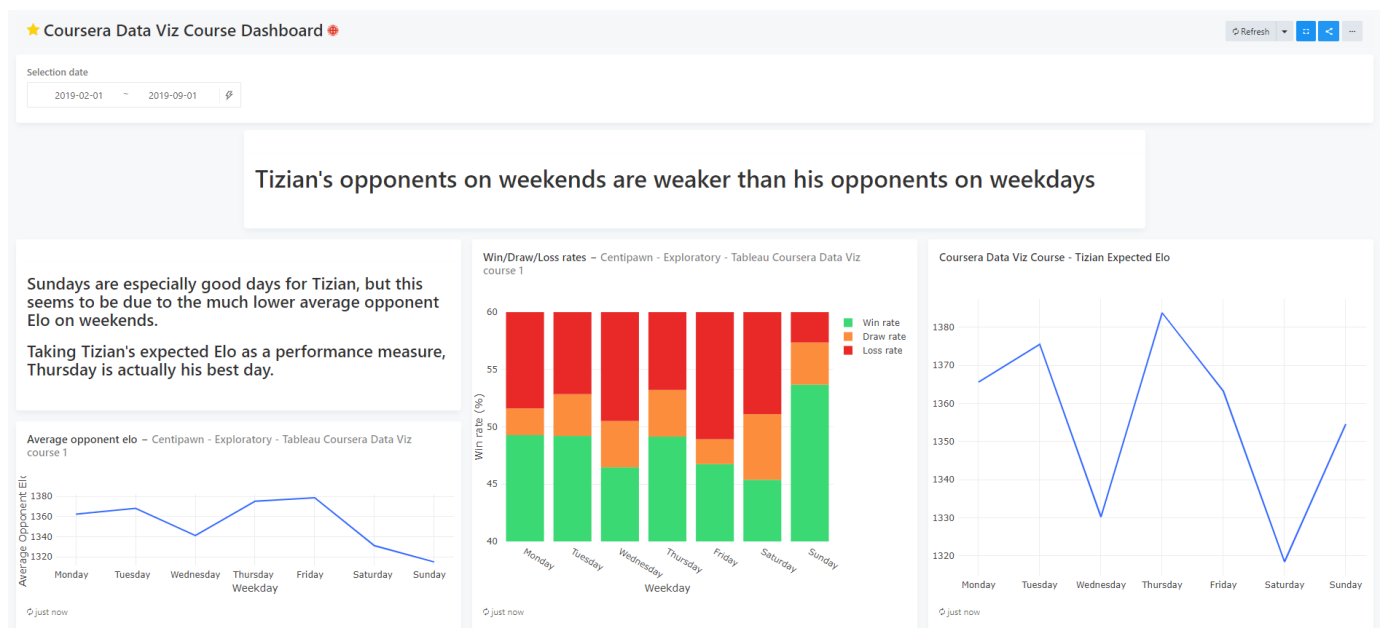 Coursera Data Viz Course Dashboard
Refresh
Selection date
2019-02-01 ~ 2019-09-01
Tizian's opponents on weekends are weaker than his opponents on weekdays
Sundays are especially good days for Tizian, but this
seems to be due to the much lower average opponent
Elo on weekends.
Taking Tizian's expected Elo as a performance measure,
Thursday is actually his best day.
Average opponent elo – Centipawn - Exploratory - Tableau Coursera Data Viz
course 1
Average Opponent Elo
1380
1360
1340
1320
Monday Tuesday Wednesday Thursday Friday Saturday Sunday
Weekday
just now
Win/Draw/Loss rates – Centipawn - Exploratory - Tableau Coursera Data Viz
course 1
Win rate (%)
60
55
50
45
40
Win rate
Draw rate
Loss rate
Monday Tuesday Wednesday Thursday Friday Saturday Sunday
Weekday
just now
Coursera Data Viz Course - Tizian Expected Elo
1380
1370
1360
1350
1340
1330
1320
Monday Tuesday Wednesday Thursday Friday Saturday Sunday
just now